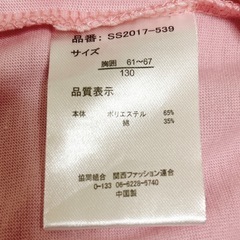 品番: SS2017-539
サイズ
胸囲 61~67
130
品質表示
本体 ポリエステル 65%
綿 35%
協同組合 関西ファッション連合
0-133 06-6228-5740
中国製